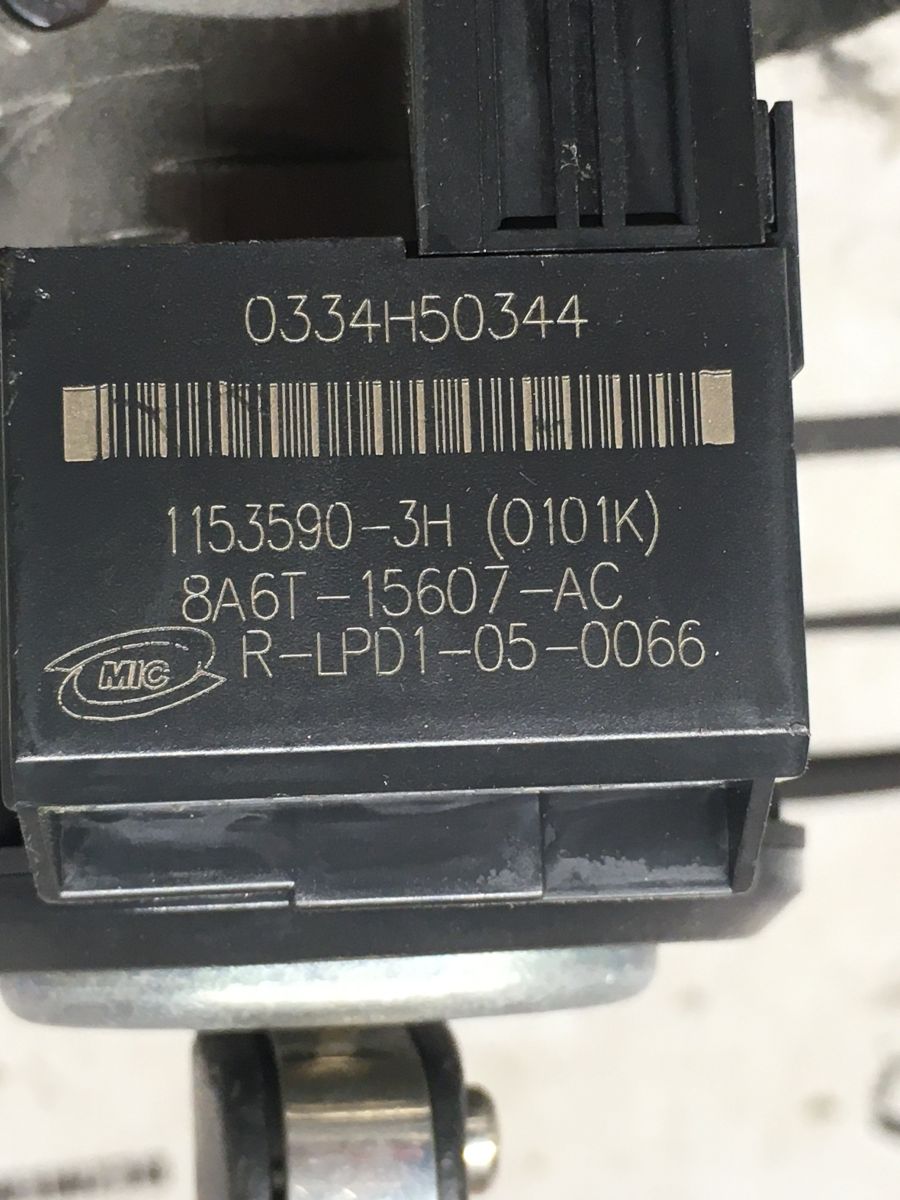 0334H50344
1153590-3H (0101K)
8A6T-15607-AC
MIC R-LPD1-05-0066